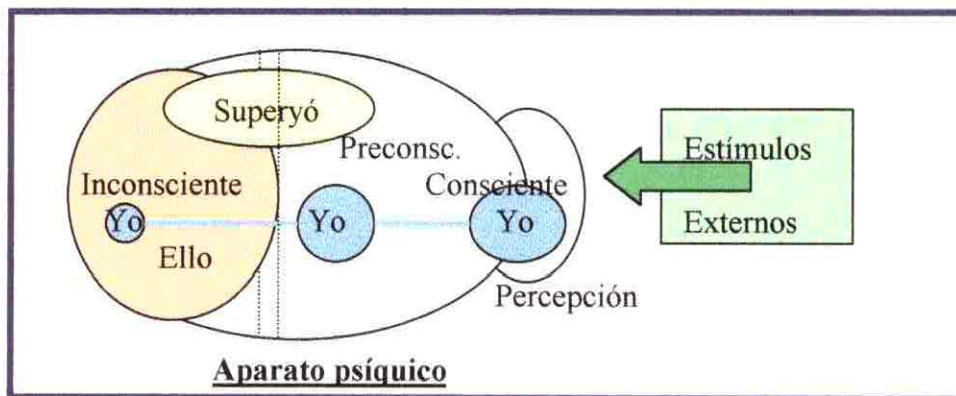 Superyó
Preconsc.
Estímulos
Inconsciente
Consciente
Yo
Yo
Yo
Externos
Ello
Percepción
Aparato psíquico